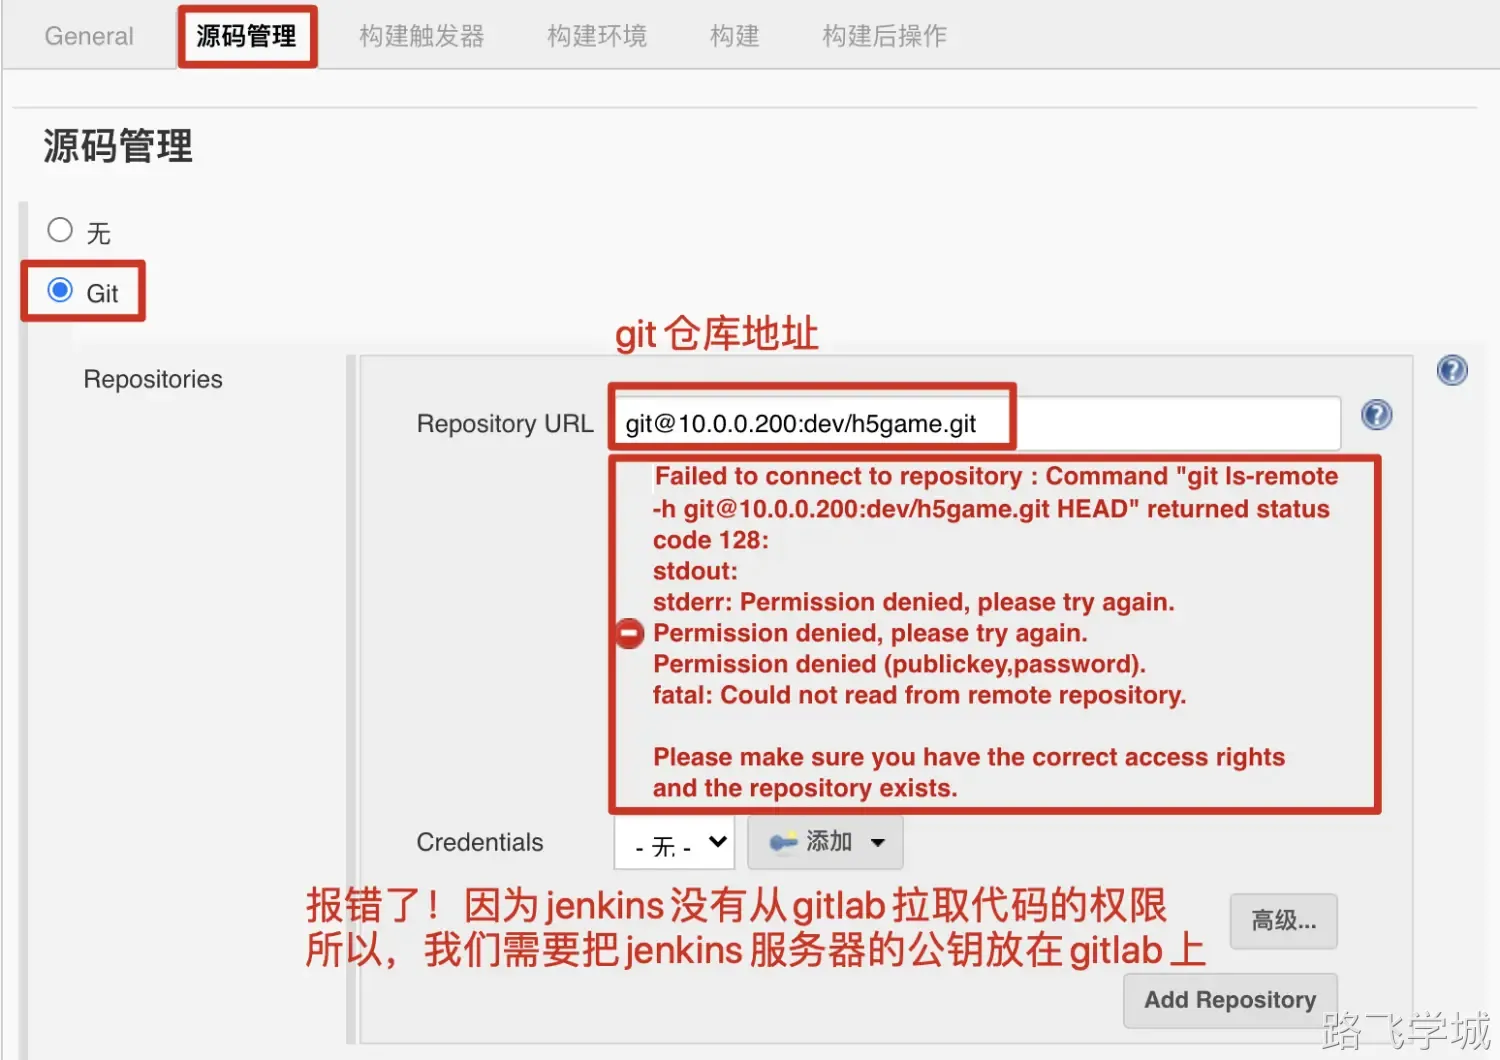 General 源码管理 构建触发器 构建环境 构建 构建后操作
源码管理
无
Git
git仓库地址
Repositories
Repository URL git@10.0.0.200:dev/h5game.git
Failed to connect to repository : Command "git ls-remote
-h git@10.0.0.200:dev/h5game.git HEAD" returned status
code 128:
stdout:
stderr: Permission denied, please try again.
Permission denied, please try again.
Permission denied (publickey,password).
fatal: Could not read from remote repository.
Please make sure you have the correct access rights
and the repository exists.
Credentials - 无 - 添加
报错了！因为jenkins没有从gitlab拉取代码的权限
所以，我们需要把jenkins服务器的公钥放在gitlab上
高级...
Add Repository
路飞学城